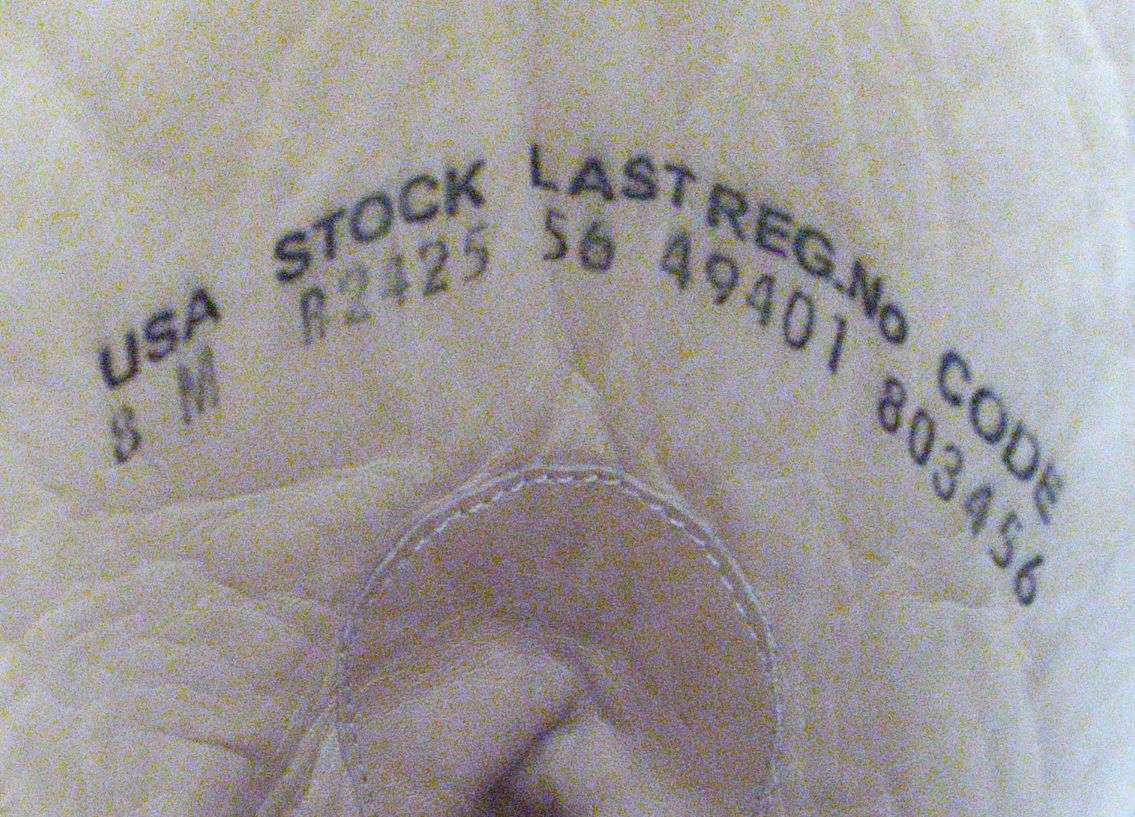 USA STOCK LAST REG.No CODE
8 M R2425 56 49401 803456